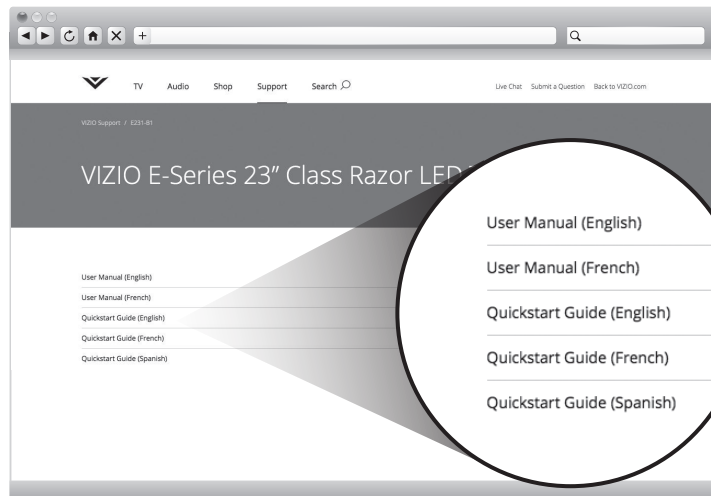 TV Audio Shop Support Search Live Chat Submit a Question Back to VIZIO.com
VIZIO Support / E231-B1
VIZIO E-Series 23” Class Razor LED
User Manual (English)
User Manual (French)
Quickstart Guide (English)
Quickstart Guide (French)
Quickstart Guide (Spanish)
User Manual (English)
User Manual (French)
Quickstart Guide (English)
Quickstart Guide (French)
Quickstart Guide (Spanish)